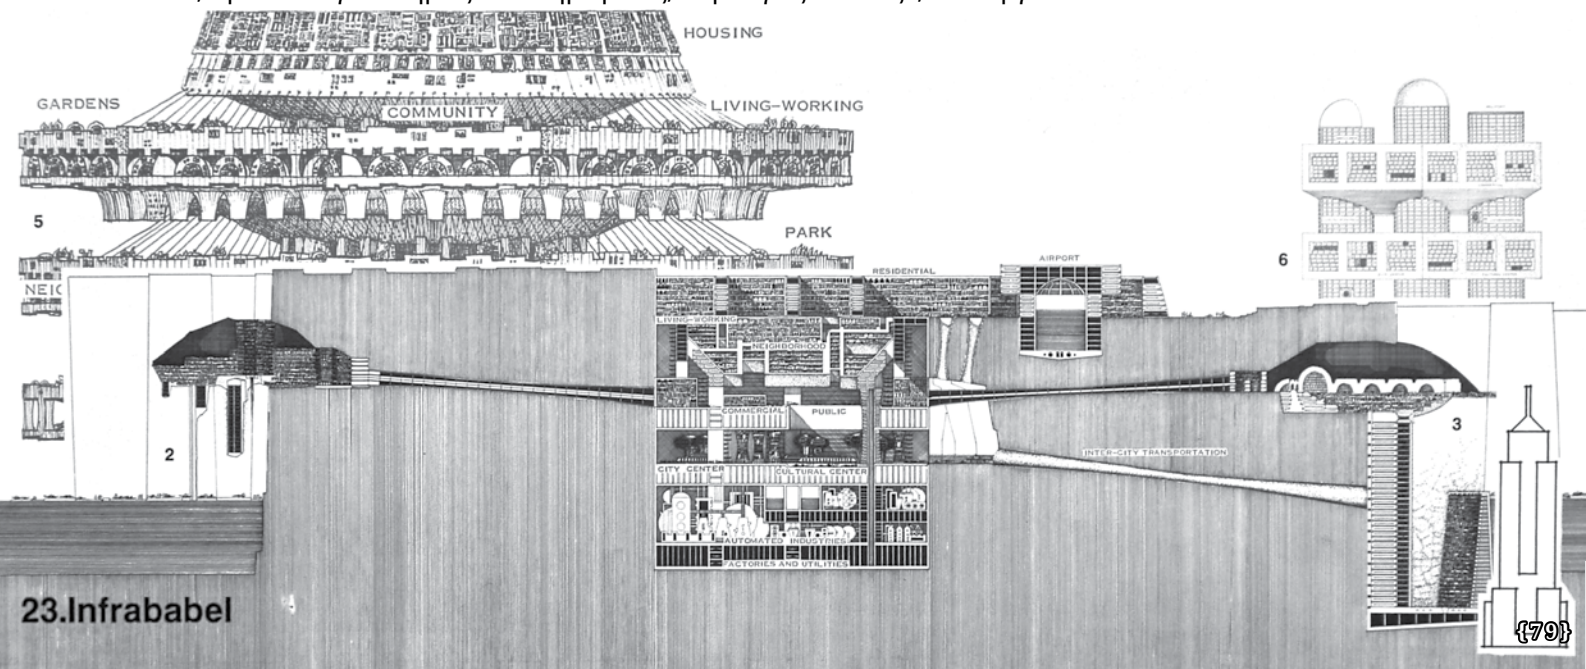 HOUSING
GARDENS
COMMUNITY
LIVING-WORKING
5
PARK
6
NEIG
RESIDENTIAL
AIRPORT
LIVING-WORKING
NEIGHBORHOOD
COMMERCIAL
PUBLIC
2
3
INTER-CITY TRANSPORTATION
CITY CENTER
CULTURAL CENTER
AUTOMATED INDUSTRIES
FACTORIES AND UTILITIES
23.Infrababel
{79}